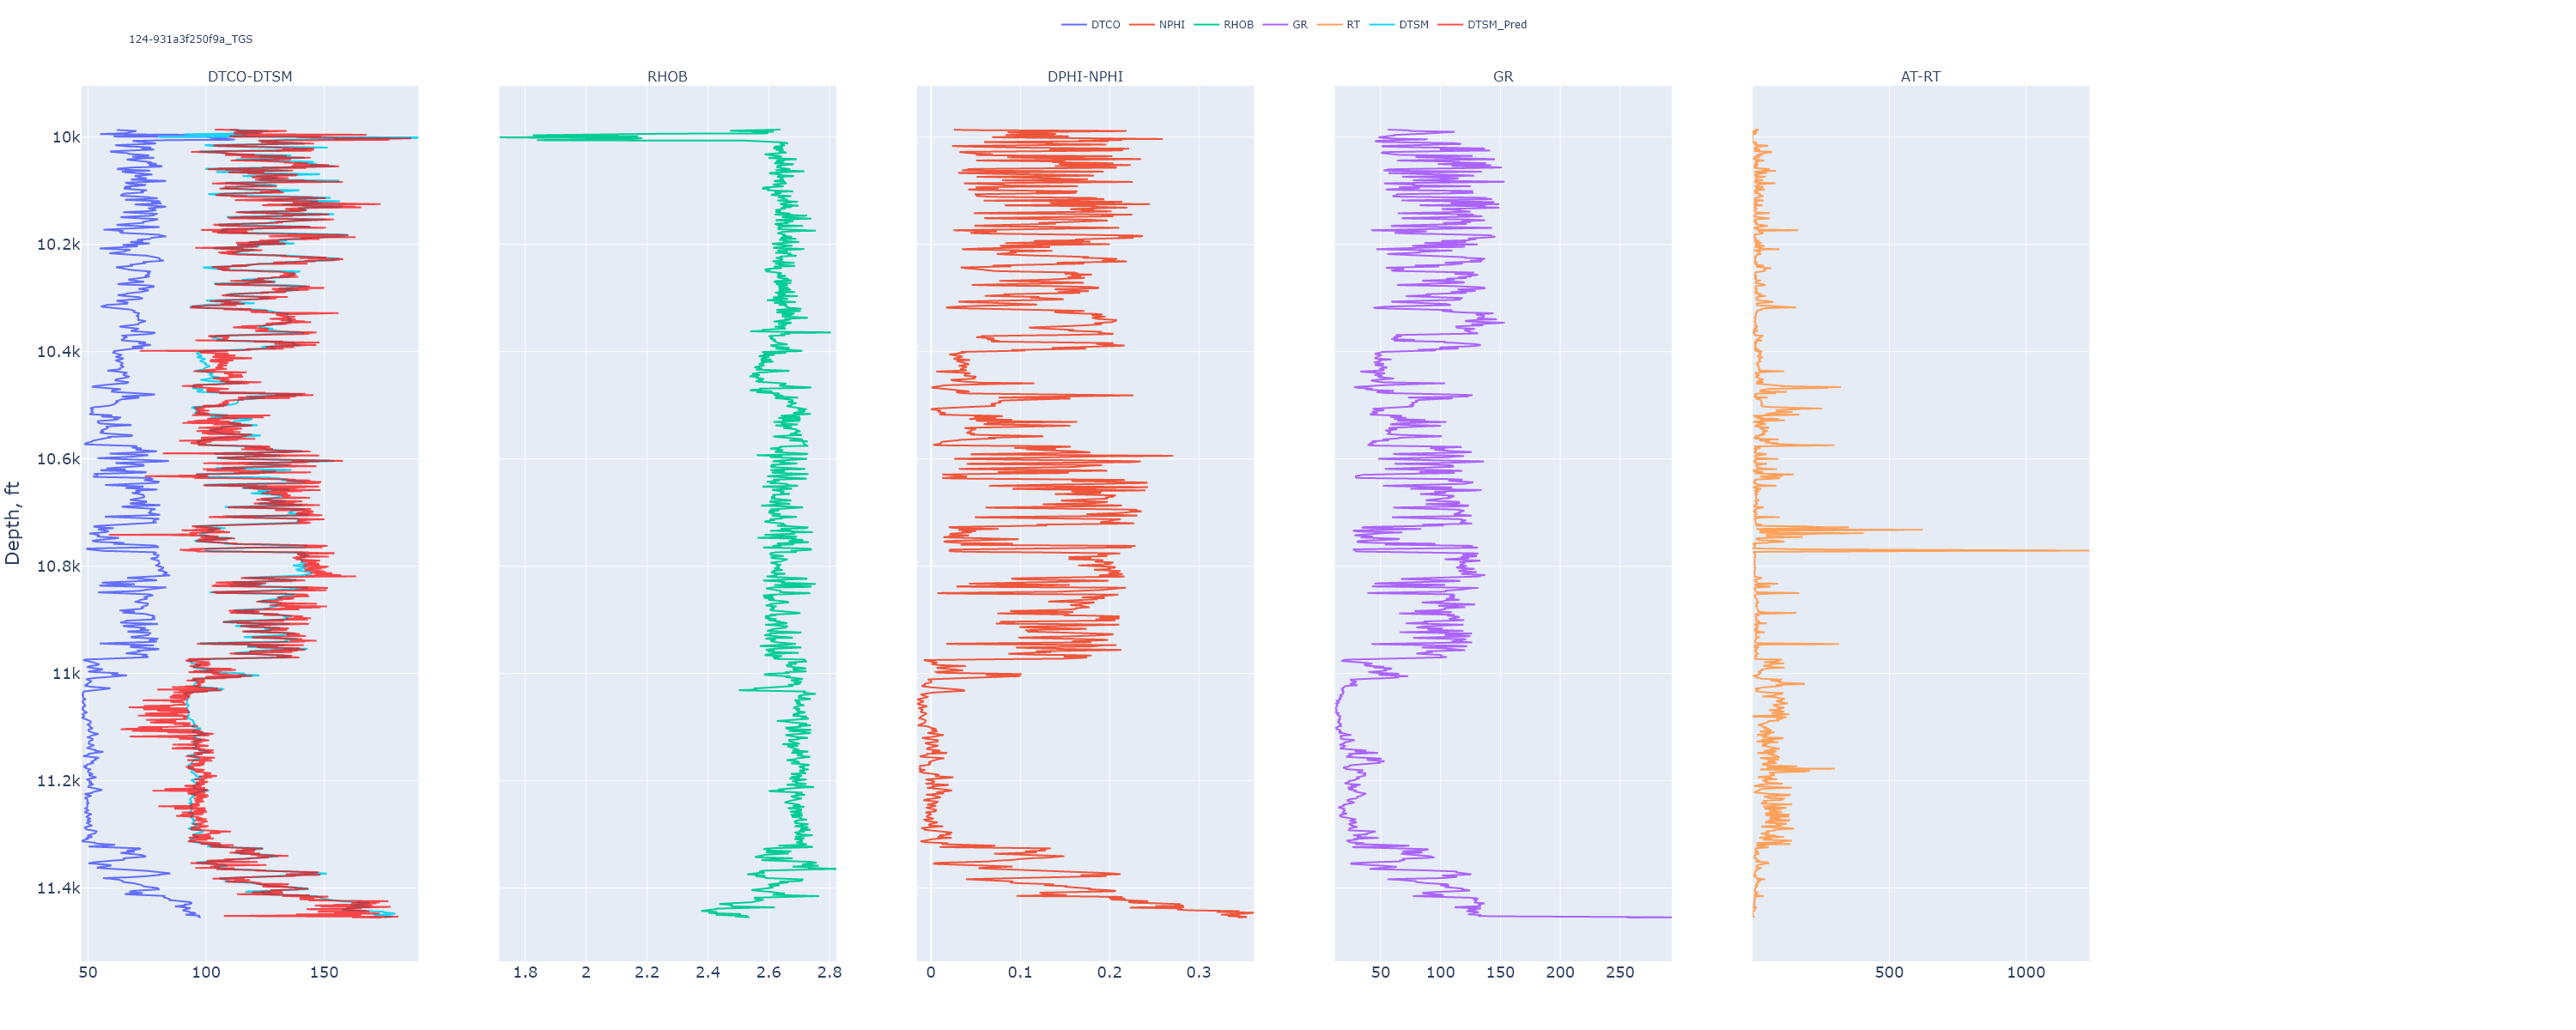 DTCO NPHI RHOB GR RT DTSM DTSM_Pred
124-931a3f250f9a_TGS
DTCO-DTSM RHOB DPHI-NPHI GR AT-RT
Depth, ft
10k
10.2k
10.4k
10.6k
10.8k
11k
11.2k
11.4k
50 100 150 1.8 2 2.2 2.4 2.6 2.8 0 0.1 0.2 0.3 50 100 150 200 250 500 1000